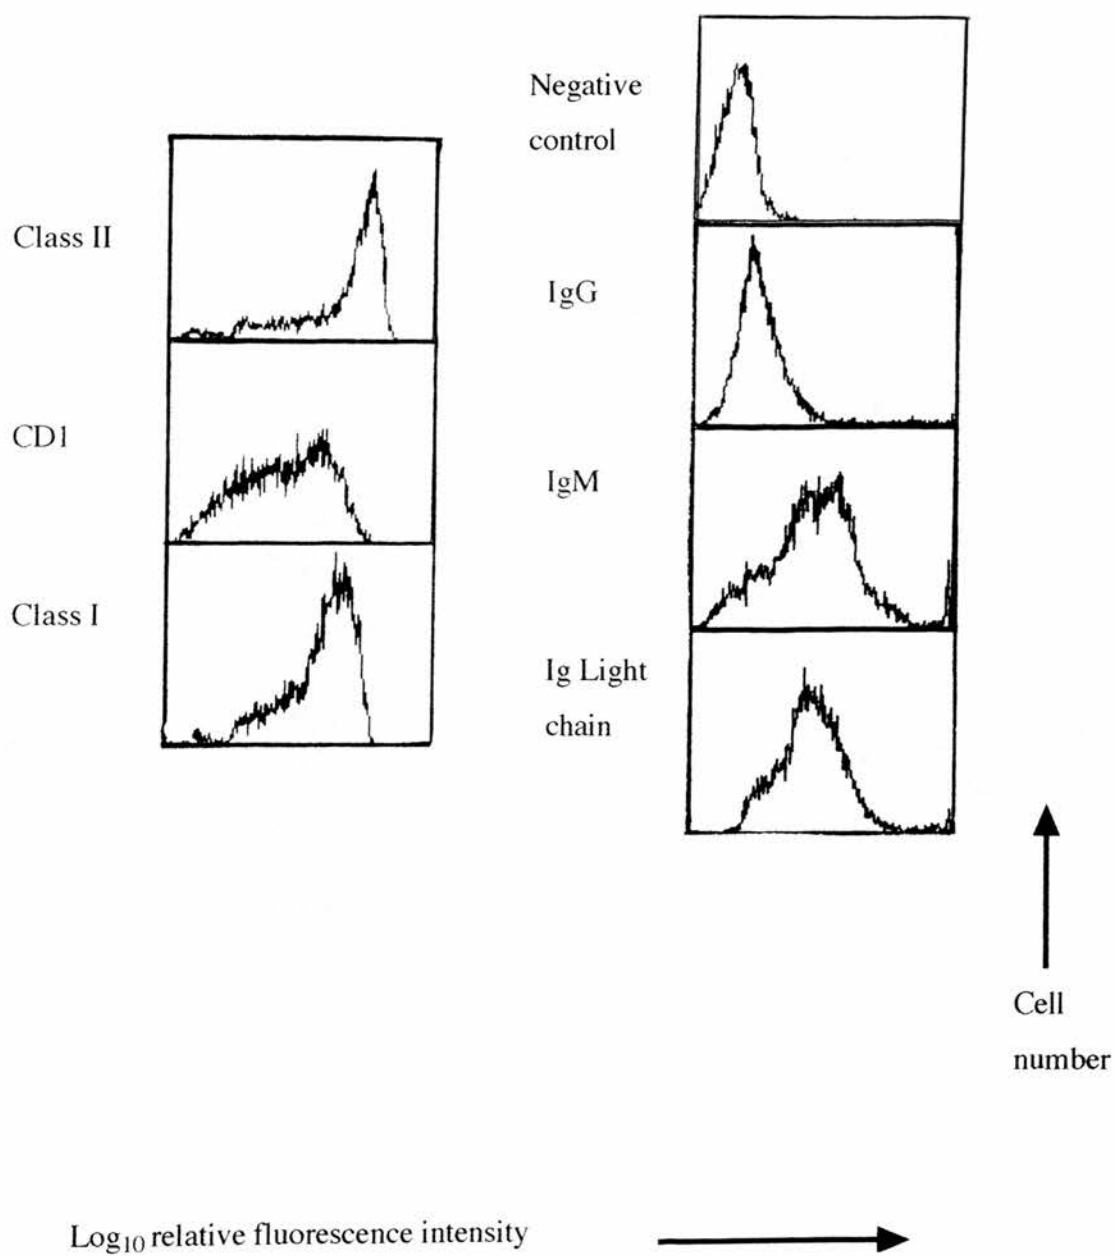 Class II
CD1
Class I
Negative
control
IgG
IgM
Ig Light
chain
Cell
number
Log₁₀ relative fluorescence intensity